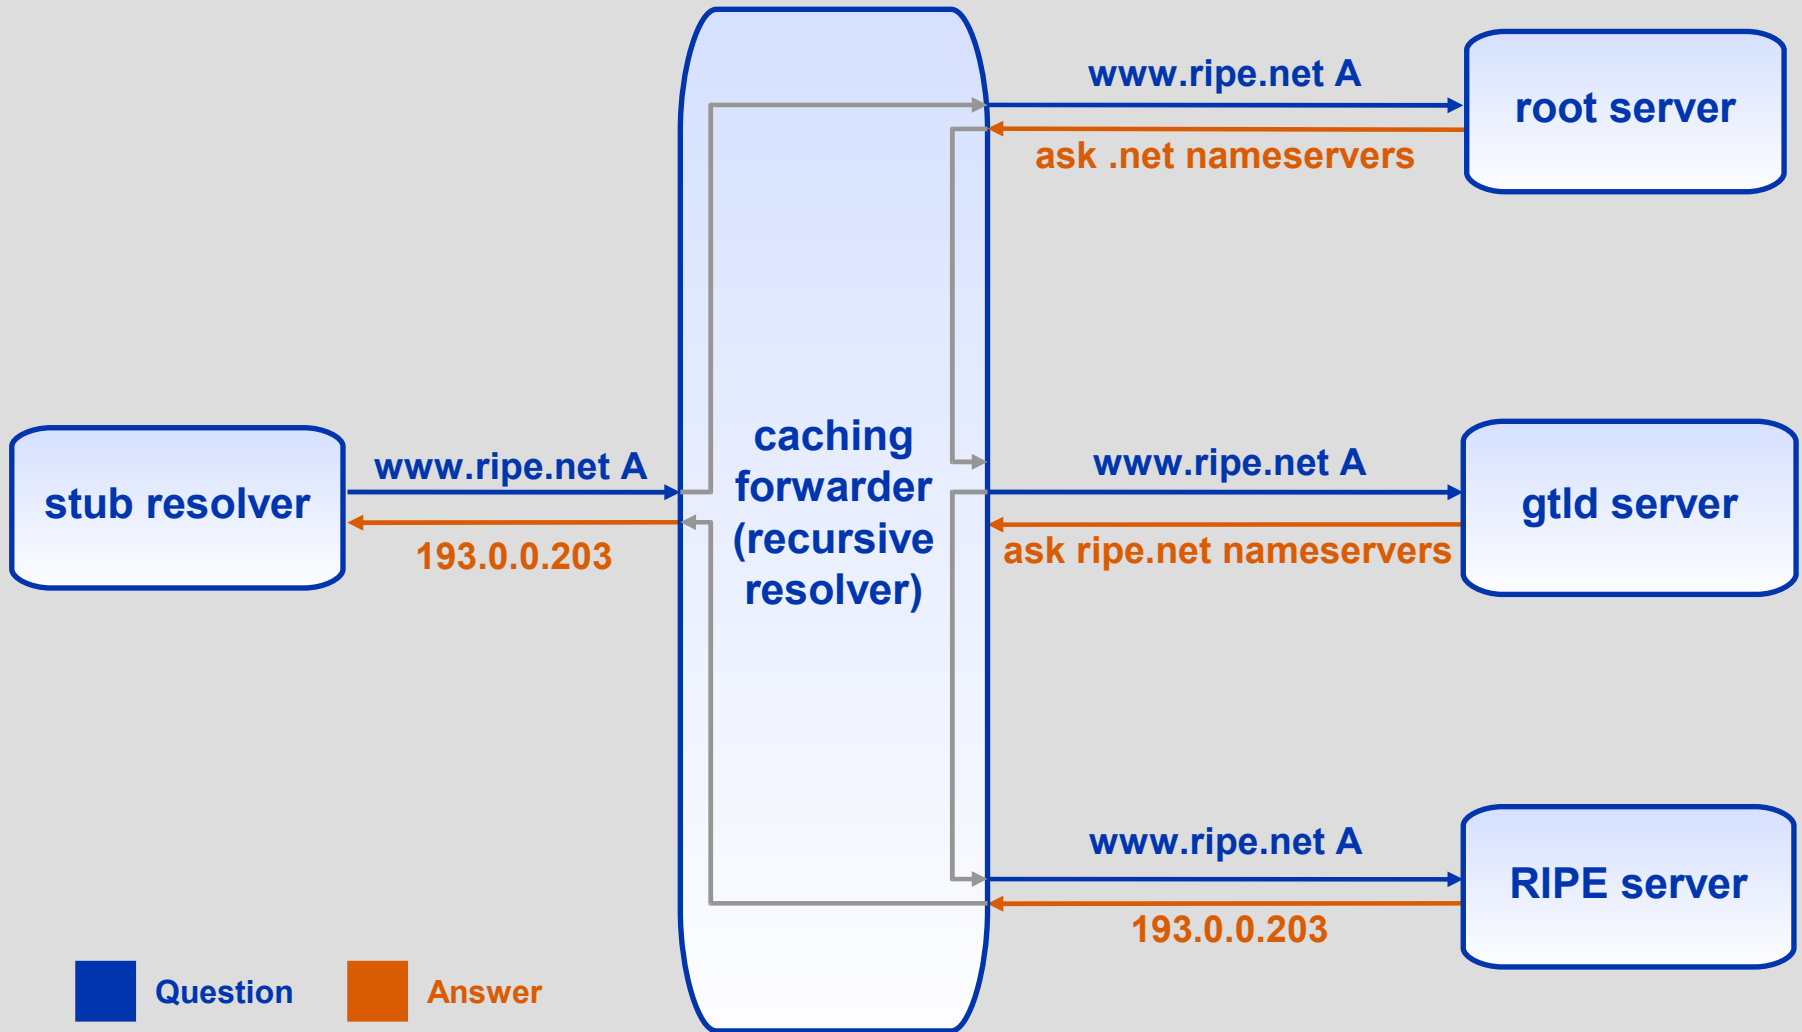 www.ripe.net A
root server
ask .net nameservers
caching
forwarder
(recursive
resolver)
www.ripe.net A
stub resolver
193.0.0.203
www.ripe.net A
gtld server
ask ripe.net nameservers
www.ripe.net A
RIPE server
193.0.0.203
Question
Answer